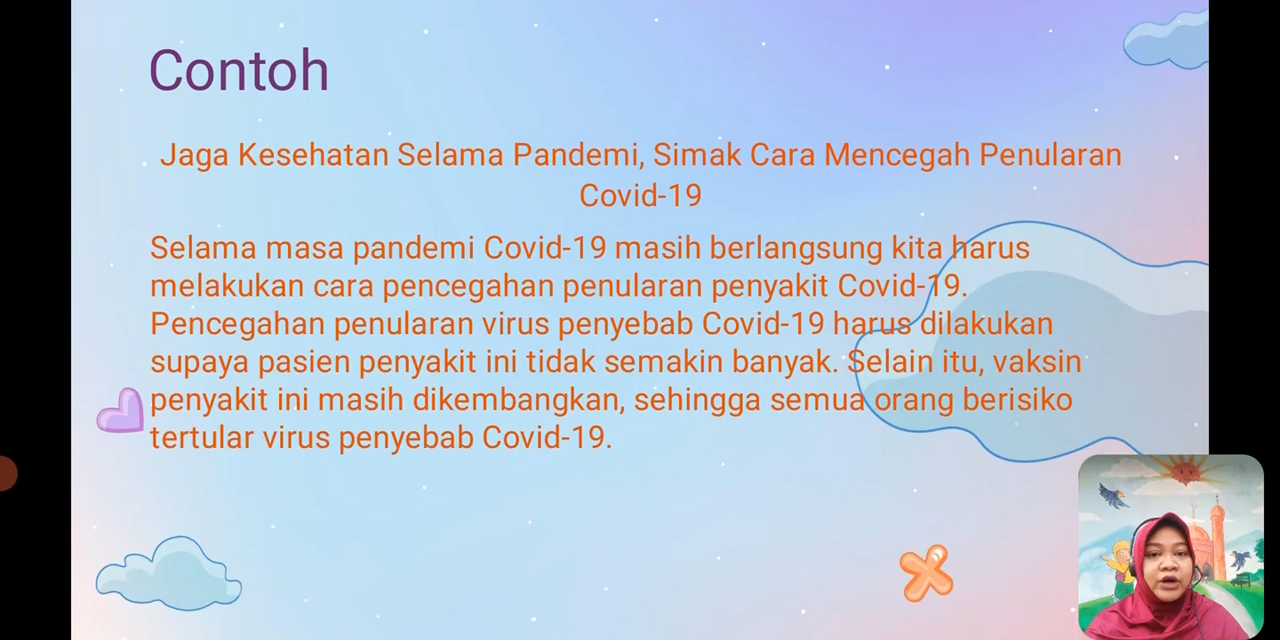 Contoh
Jaga Kesehatan Selama Pandemi, Simak Cara Mencegah Penularan
Covid-19
Selama masa pandemi Covid-19 masih berlangsung kita harus
melakukan cara pencegahan penularan penyakit Covid-19.
Pencegahan penularan virus penyebab Covid-19 harus dilakukan
supaya pasien penyakit ini tidak semakin banyak. Selain itu, vaksin
penyakit ini masih dikembangkan, sehingga semua orang berisiko
tertular virus penyebab Covid-19.